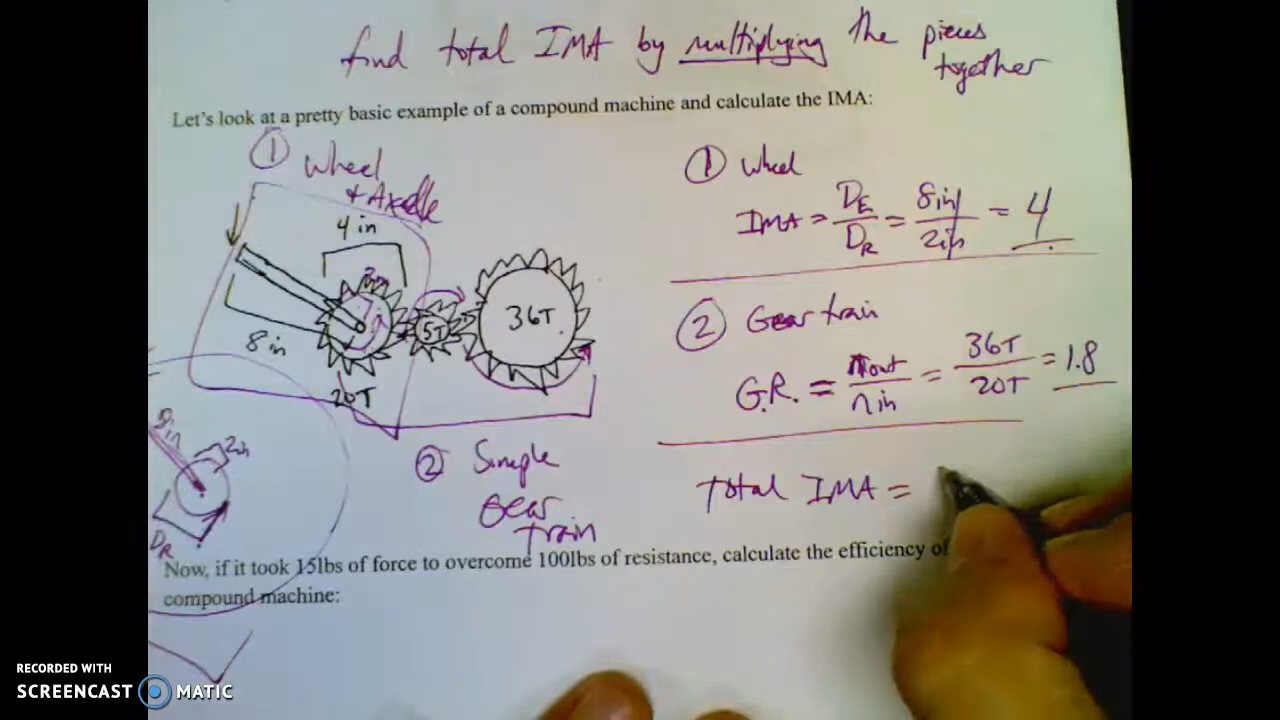 find total IMA by multiplying the pieces
together
Let's look at a pretty basic example of a compound machine and calculate the IMA:
① Wheel
+ Axle
4 in
2in
8 in
20T
5T
36T
② Simple
Gear
train
8in
2in
DR
① Wheel
IMA = DE/DR = 8in/2in = 4
② Gear train
G.R. = nout/nin = 36T/20T = 1.8
Total IMA =
Now, if it took 15lbs of force to overcome 100lbs of resistance, calculate the efficiency of
compound machine:
RECORDED WITH
SCREENCAST MATIC